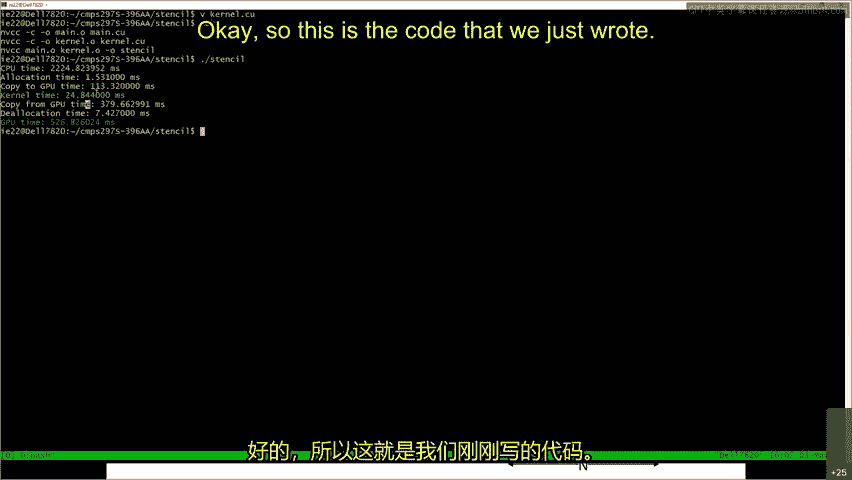 ie22@Dell7820:~/cmps297S-396AA/stencil$ v kernel.cu
ie22@Dell7820:~/cmps297S-396AA/stencil$
nvcc -c -o main.o main.cu
nvcc -c -o kernel.o kernel.cu
nvcc main.o kernel.o -o stencil
ie22@Dell7820:~/cmps297S-396AA/stencil$ ./stencil
CPU time: 2224.823952 ms
Allocation time: 1.531000 ms
Copy to GPU time: 113.320000 ms
Kernel time: 24.844000 ms
Copy from GPU time: 379.662991 ms
Deallocation time: 7.427000 ms
GPU time: 526.826024 ms
ie22@Dell7820:~/cmps297S-396AA/stencil$
Okay, so this is the code that we just wrote.
好的，所以这就是我们刚刚写的代码。
N
+25